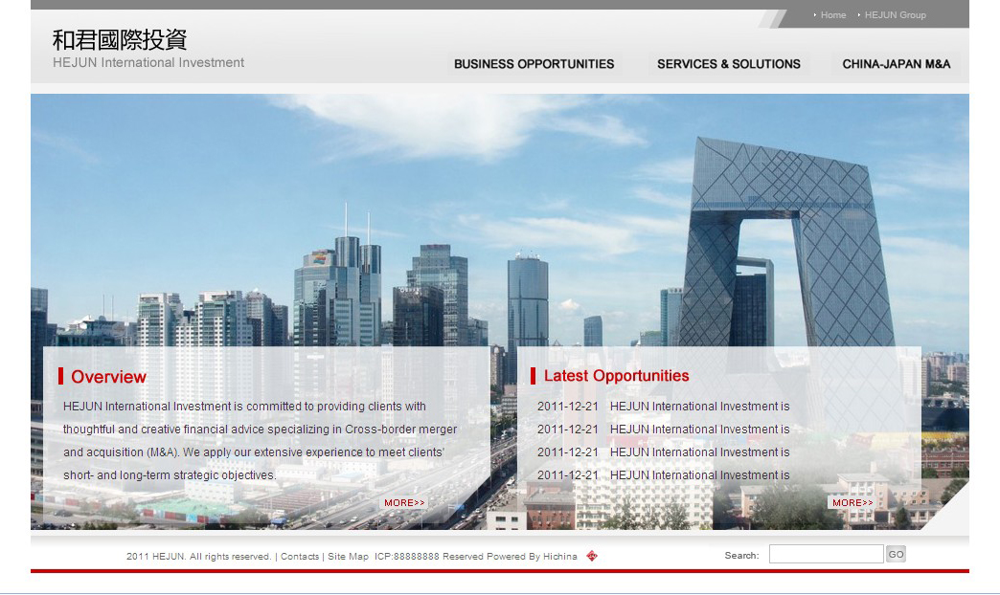 Home HEJUN Group
和君國際投資
HEJUN International Investment
BUSINESS OPPORTUNITIES SERVICES & SOLUTIONS CHINA-JAPAN M&A
Overview
HEJUN International Investment is committed to providing clients with
thoughtful and creative financial advice specializing in Cross-border merger
and acquisition (M&A). We apply our extensive experience to meet clients'
short- and long-term strategic objectives.
MORE>>
Latest Opportunities
2011-12-21 HEJUN International Investment is
2011-12-21 HEJUN International Investment is
2011-12-21 HEJUN International Investment is
2011-12-21 HEJUN International Investment is
MORE>>
2011 HEJUN. All rights reserved. | Contacts | Site Map ICP:88888888 Reserved Powered By Hichina
Search: GO